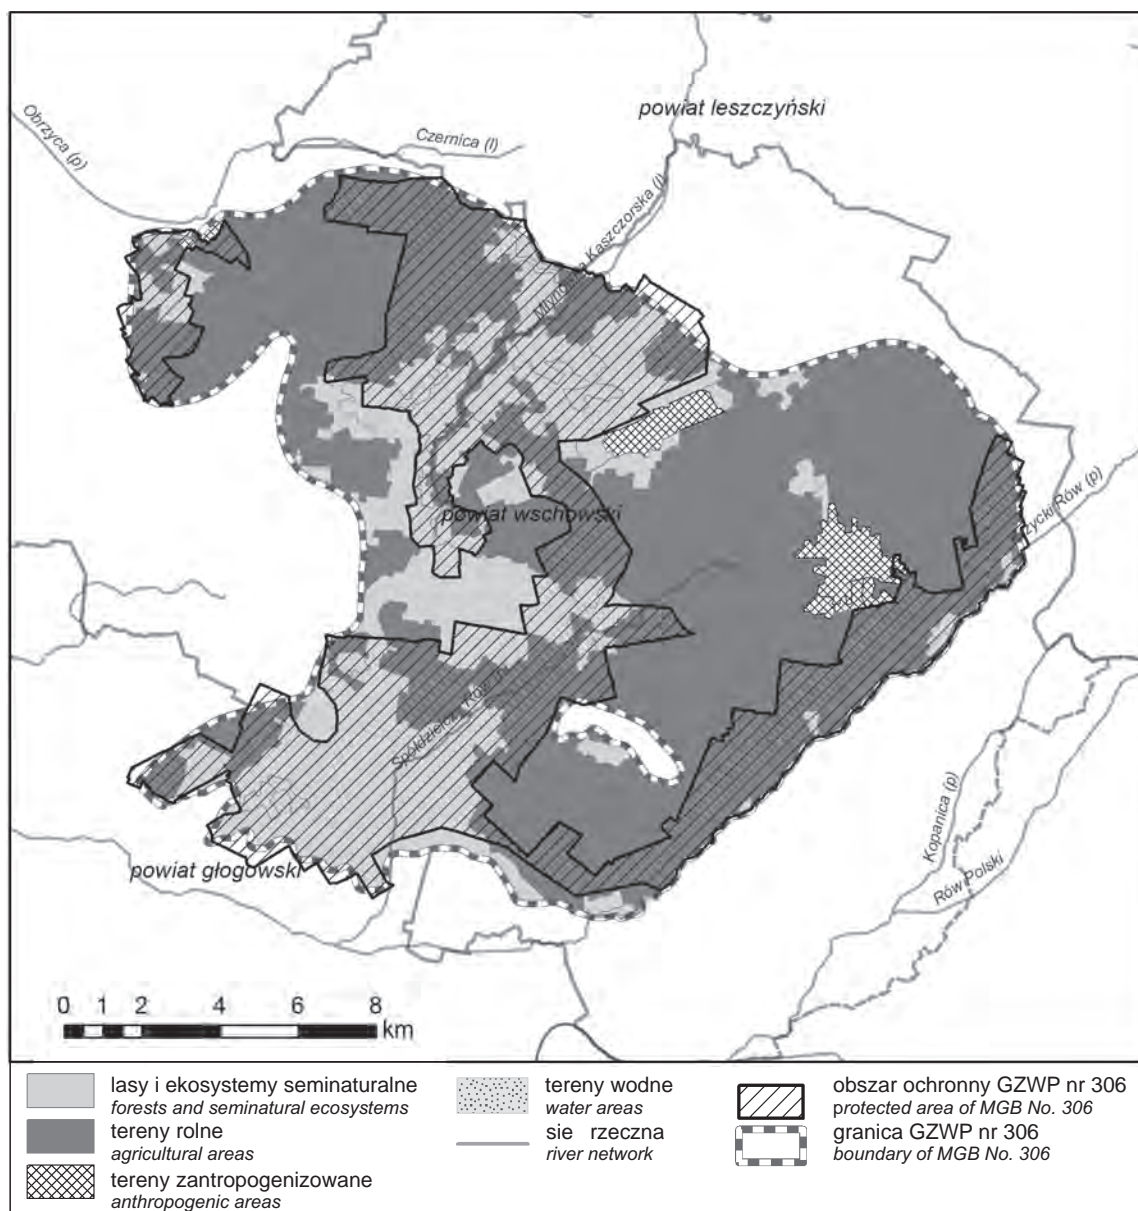 powiat leszczyński
Obrzyca (p)
Czernica (l)
Młynówka Kaszczorska (l)
powiat wschowski
życki Rów (p)
Spółdzielczy Rów
Kopanica (p)
Rów Polski
powiat głogowski
0 1 2 4 6 8
km
lasy i ekosystemy seminaturalne
forests and seminatural ecosystems
tereny rolne
agricultural areas
tereny zantropogenizowane
anthropogenic areas
tereny wodne
water areas
sie rzeczna
river network
obszar ochronny GZWP nr 306
protected area of MGB No. 306
granica GZWP nr 306
boundary of MGB No. 306